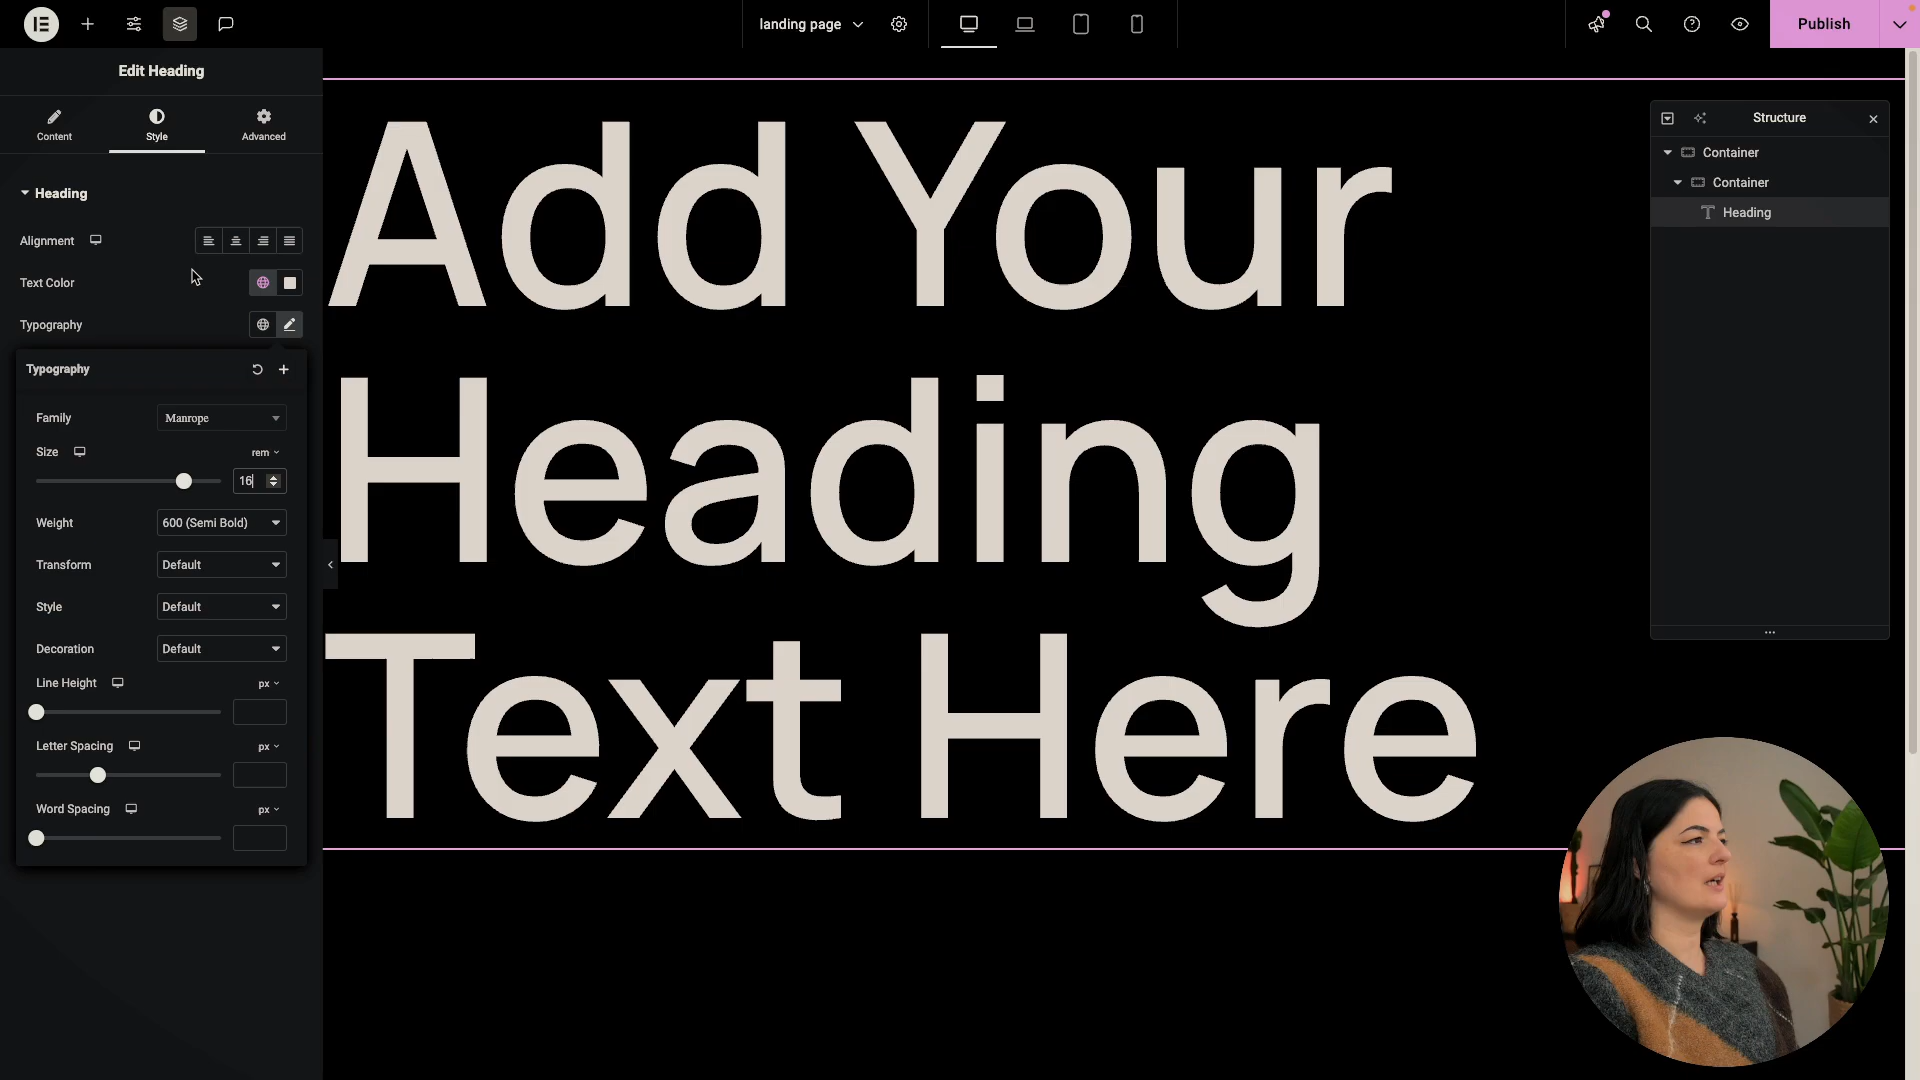 landing page
Publish
Edit Heading
Content
Style
Advanced
Heading
Alignment
Text Color
Typography
Typography
Family
Manrope
Size
rem
16
Weight
600 (Semi Bold)
Transform
Default
Style
Default
Decoration
Default
Line Height
px
Letter Spacing
px
Word Spacing
px
Add Your
Heading
Text Here
Structure
Container
Container
Heading